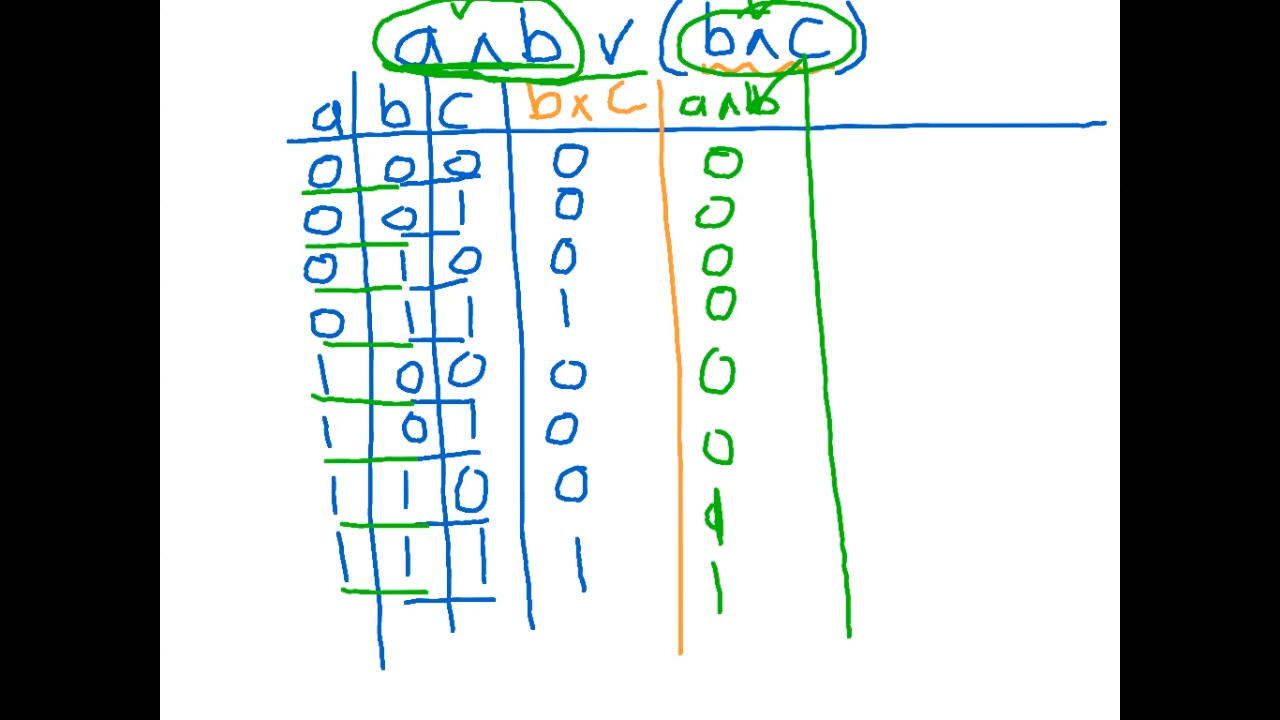 a ∧ b ∨ (b ∧ c)
a b c b ∧ c a ∧ b
0 0 0 0 0
0 0 1 0 0
0 1 0 0 0
0 1 1 1 0
1 0 0 0 0
1 0 1 0 0
1 1 0 0 1
1 1 1 1 1